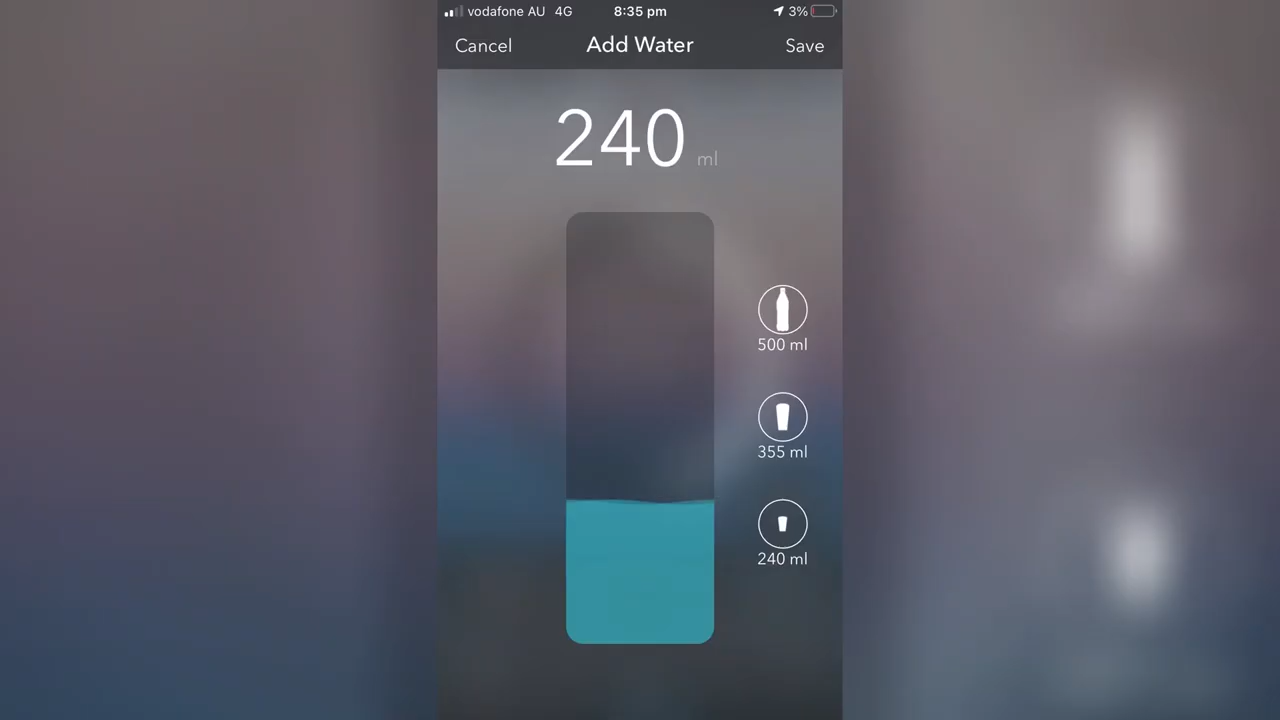 vodafone AU 4G 8:35 pm 3%
Cancel Add Water Save
240 ml
500 ml
355 ml
240 ml